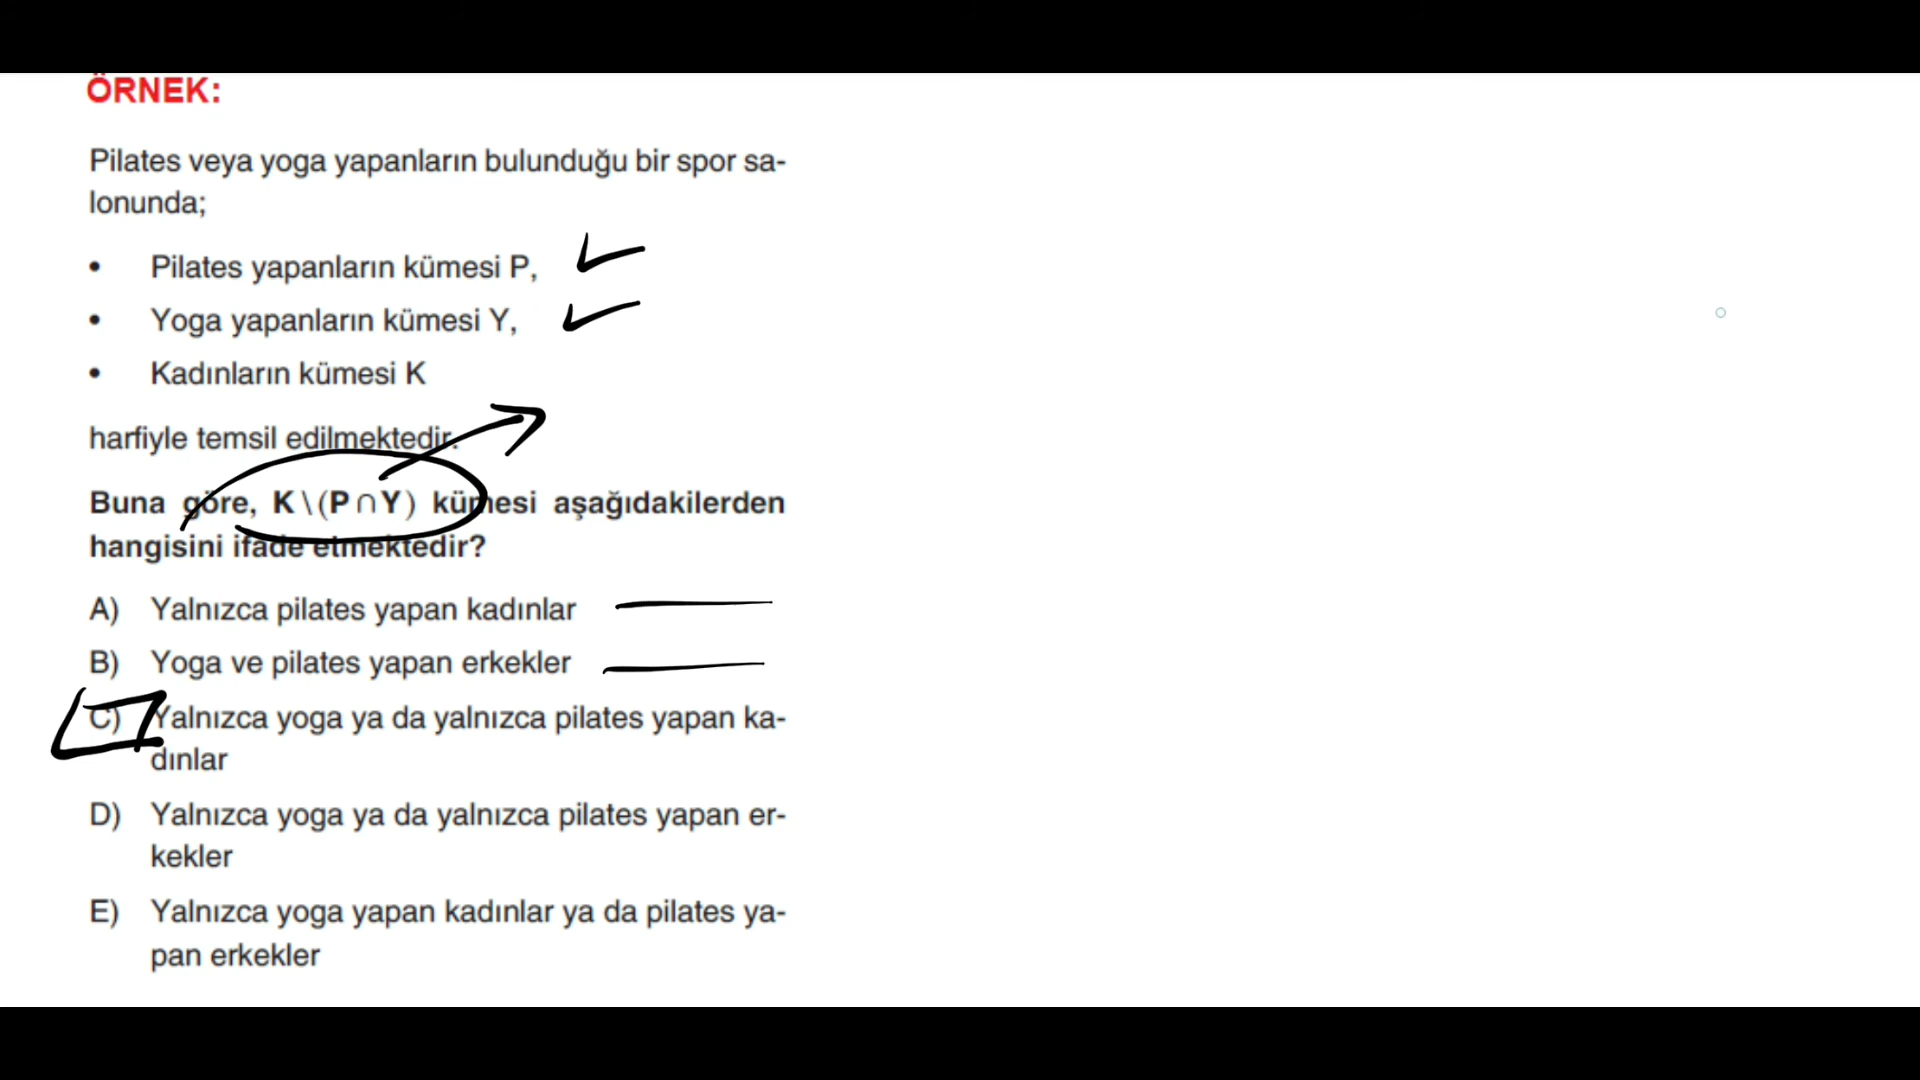 ÖRNEK:
Pilates veya yoga yapanların bulunduğu bir spor sa-
lonunda;
• Pilates yapanların kümesi P,
• Yoga yapanların kümesi Y,
• Kadınların kümesi K
harfiyle temsil edilmektedir.
Buna göre, K \ (P ∩ Y) kümesi aşağıdakilerden
hangisini ifade etmektedir?
A) Yalnızca pilates yapan kadınlar
B) Yoga ve pilates yapan erkekler
C) Yalnızca yoga ya da yalnızca pilates yapan ka-
dınlar
D) Yalnızca yoga ya da yalnızca pilates yapan er-
kekler
E) Yalnızca yoga yapan kadınlar ya da pilates ya-
pan erkekler